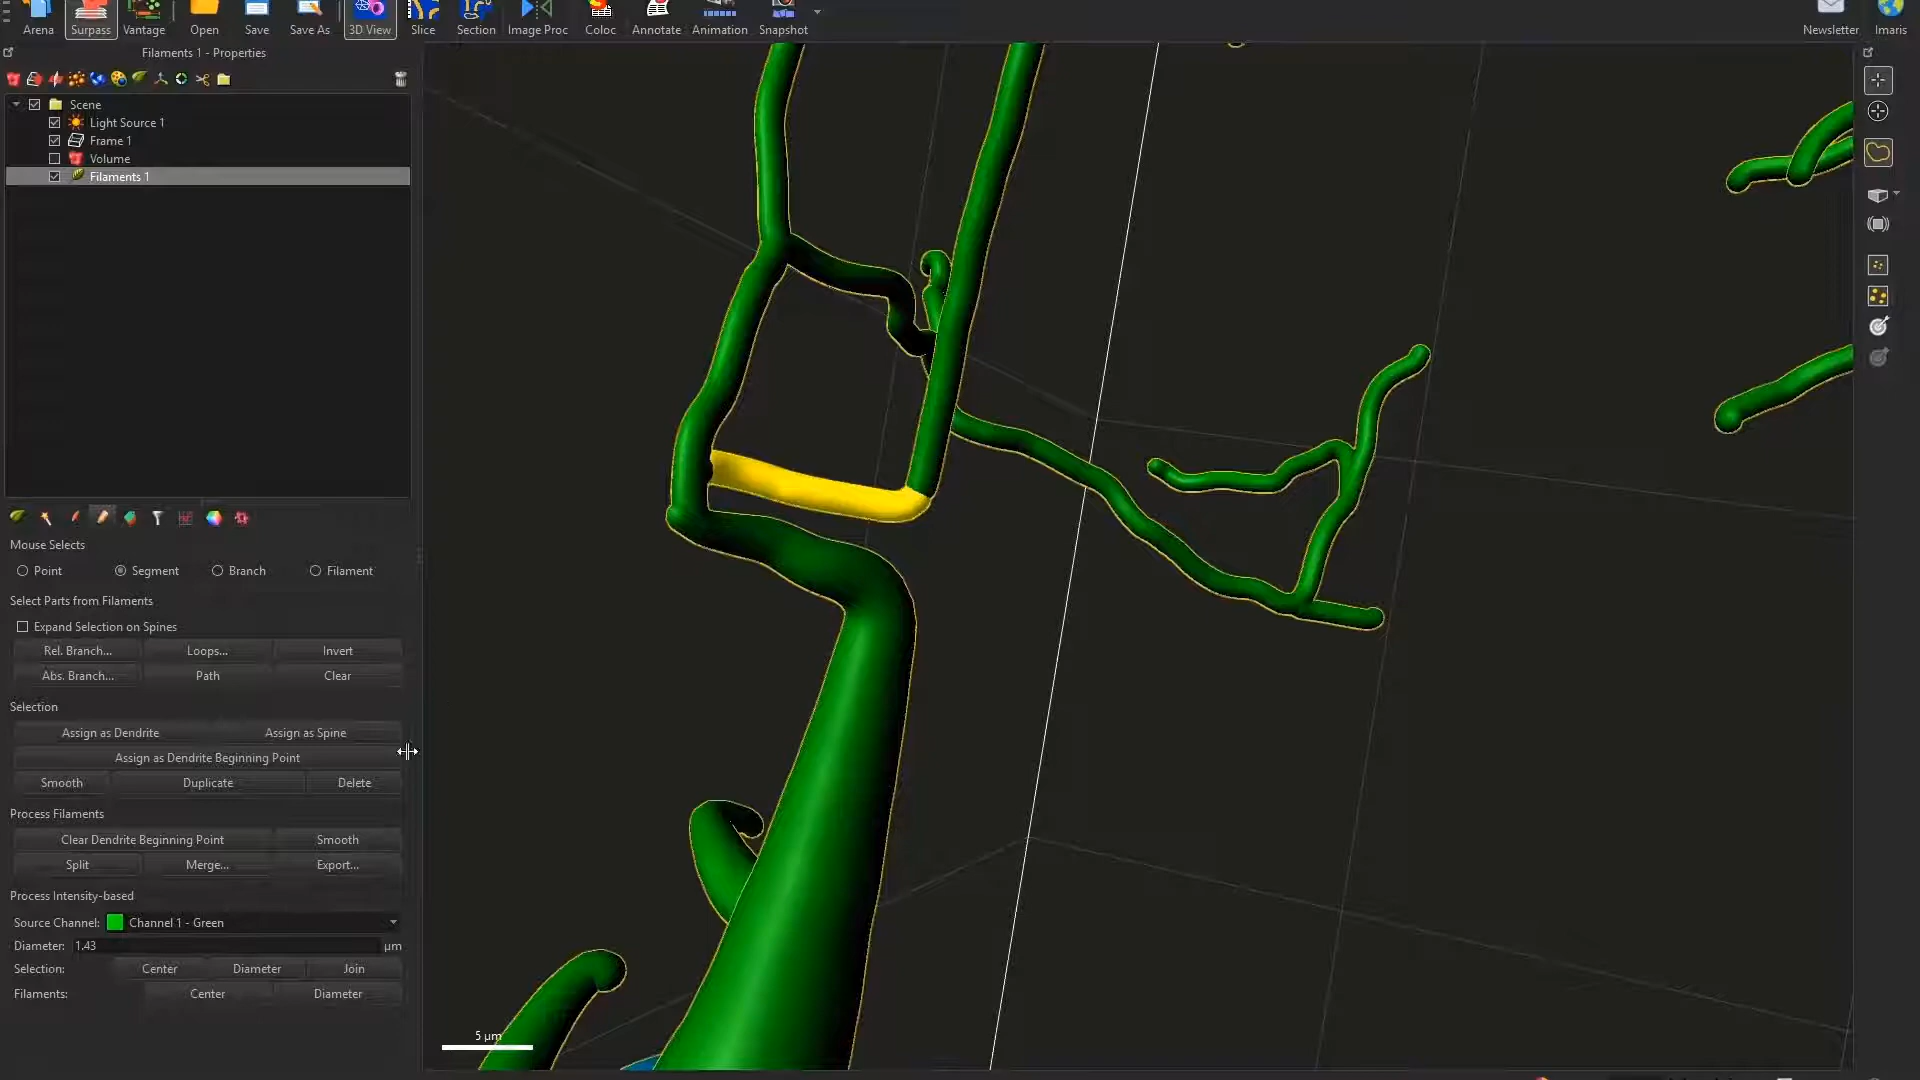 Arena Surpass Vantage Open Save Save As 3D View Slice Section Image Proc Coloc Annotate Animation Snapshot Newsletter Imaris
Filaments 1 - Properties
Scene
Light Source 1
Frame 1
Volume
Filaments 1
Mouse Selects
Point Segment Branch Filament
Select Parts from Filaments
Expand Selection on Spines
Rel. Branch... Loops... Invert
Abs. Branch... Path Clear
Selection
Assign as Dendrite Assign as Spine
Assign as Dendrite Beginning Point
Smooth Duplicate Delete
Process Filaments
Clear Dendrite Beginning Point Smooth
Split Merge... Export...
Process Intensity-based
Source Channel: Channel 1 - Green
Diameter: 1.43 µm
Selection: Center Diameter Join
Filaments: Center Diameter
5 µm